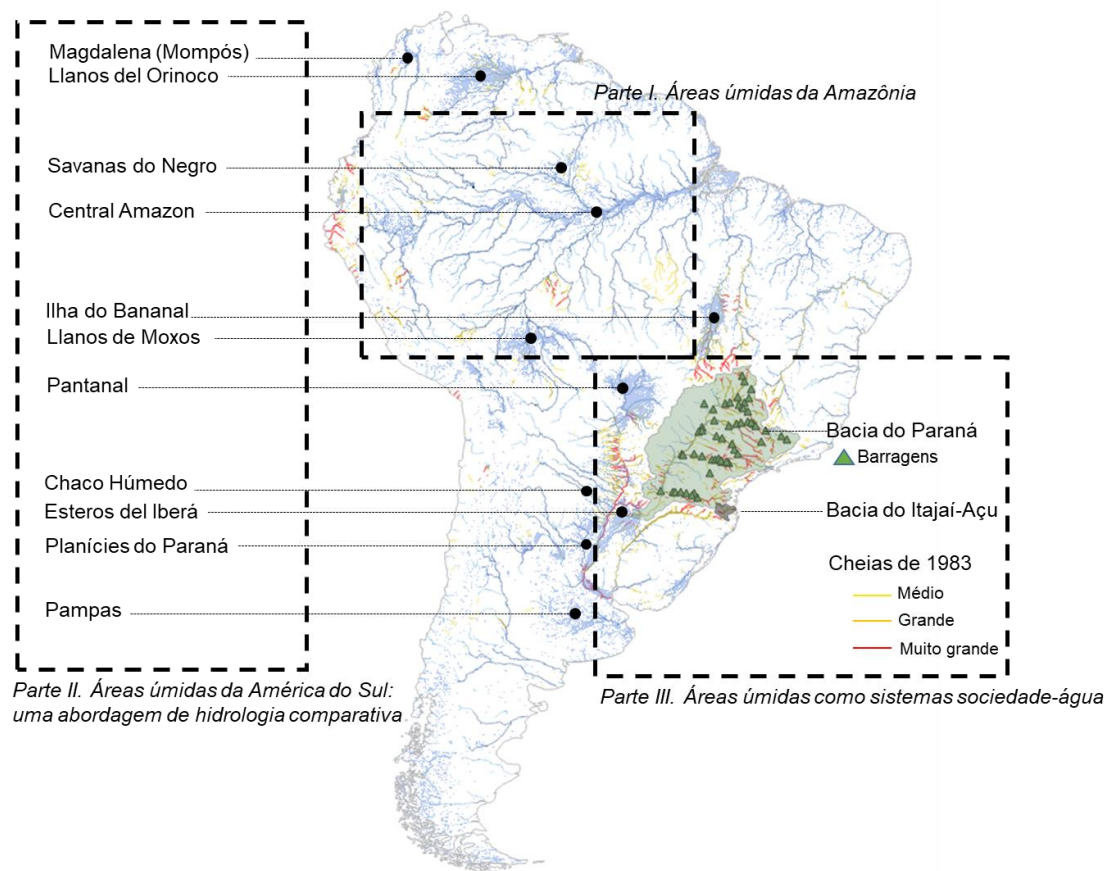 Magdalena (Mompós)
Llanos del Orinoco
Parte I. Áreas úmidas da Amazônia
Savanas do Negro
Central Amazon
Ilha do Bananal
Llanos de Moxos
Pantanal
Bacia do Paraná
Barragens
Chaco Húmedo
Esteros del Iberá
Bacia do Itajaí-Açu
Planícies do Paraná
Cheias de 1983
Médio
Pampas
Grande
Muito grande
Parte II. Áreas úmidas da América do Sul:
uma abordagem de hidrologia comparativa
Parte III. Áreas úmidas como sistemas sociedade-água